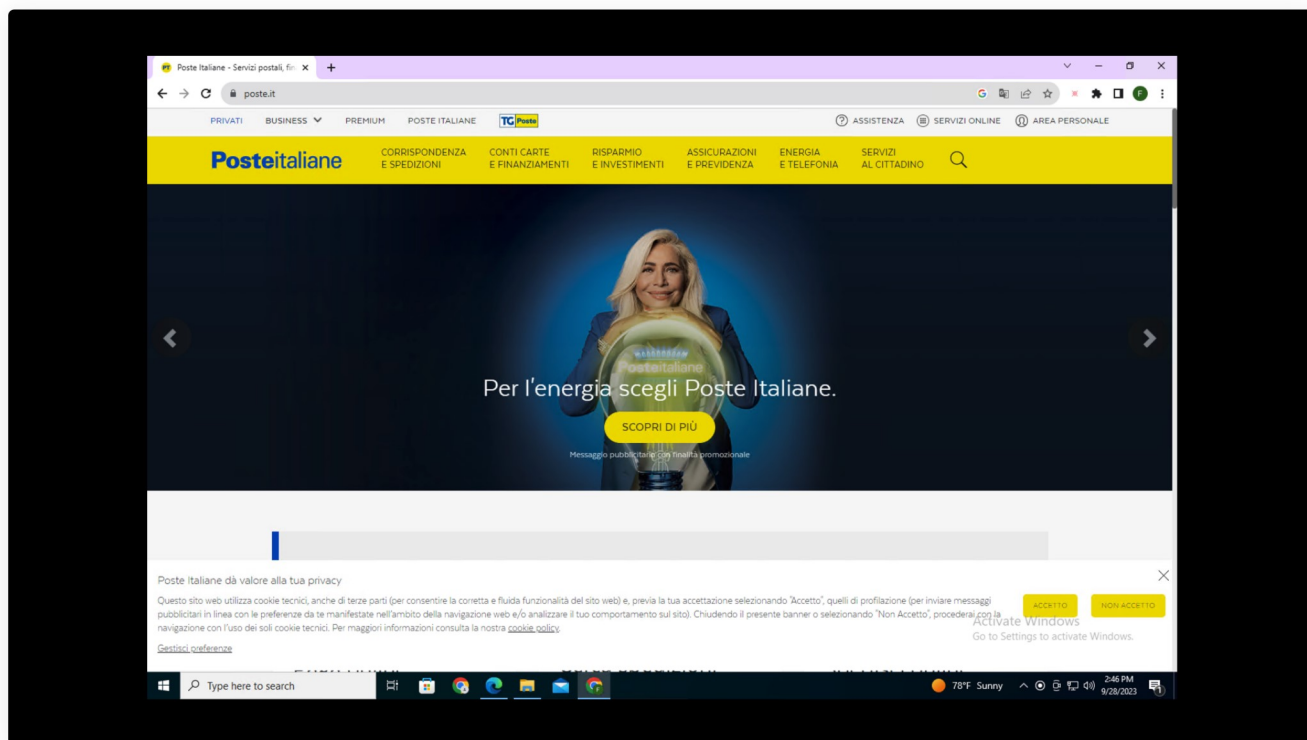 Poste Italiane - Servizi postali, fin
poste.it
PRIVATI BUSINESS PREMIUM POSTE ITALIANE TG Poste ASSISTENZA SERVIZI ONLINE AREA PERSONALE
Posteitaliane
CORRISPONDENZA E SPEDIZIONI
CONTI CARTE E FINANZIAMENTI
RISPARMIO E INVESTIMENTI
ASSICURAZIONI E PREVIDENZA
ENERGIA E TELEFONIA
SERVIZI AL CITTADINO
Posteitaliane
Per l'energia scegli Poste Italiane.
SCOPRI DI PIÙ
Messaggio pubblicitario con finalità promozionale
Poste Italiane dà valore alla tua privacy
Questo sito web utilizza cookie tecnici, anche di terze parti (per consentire la corretta e fluida funzionalità del sito web) e, previa la tua accettazione selezionando "Accetto", quelli di profilazione (per inviare messaggi
pubblicitari in linea con le preferenze da te manifestate nell'ambito della navigazione web e/o analizzare il tuo comportamento sul sito). Chiudendo il presente banner o selezionando "Non Accetto", procederai con la
navigazione con l'uso dei soli cookie tecnici. Per maggiori informazioni consulta la nostra cookie policy.
Gestisci preferenze
ACCETTO NON ACCETTO
Activate Windows
Go to Settings to activate Windows.
Type here to search
78°F Sunny
2:46 PM
9/28/2023